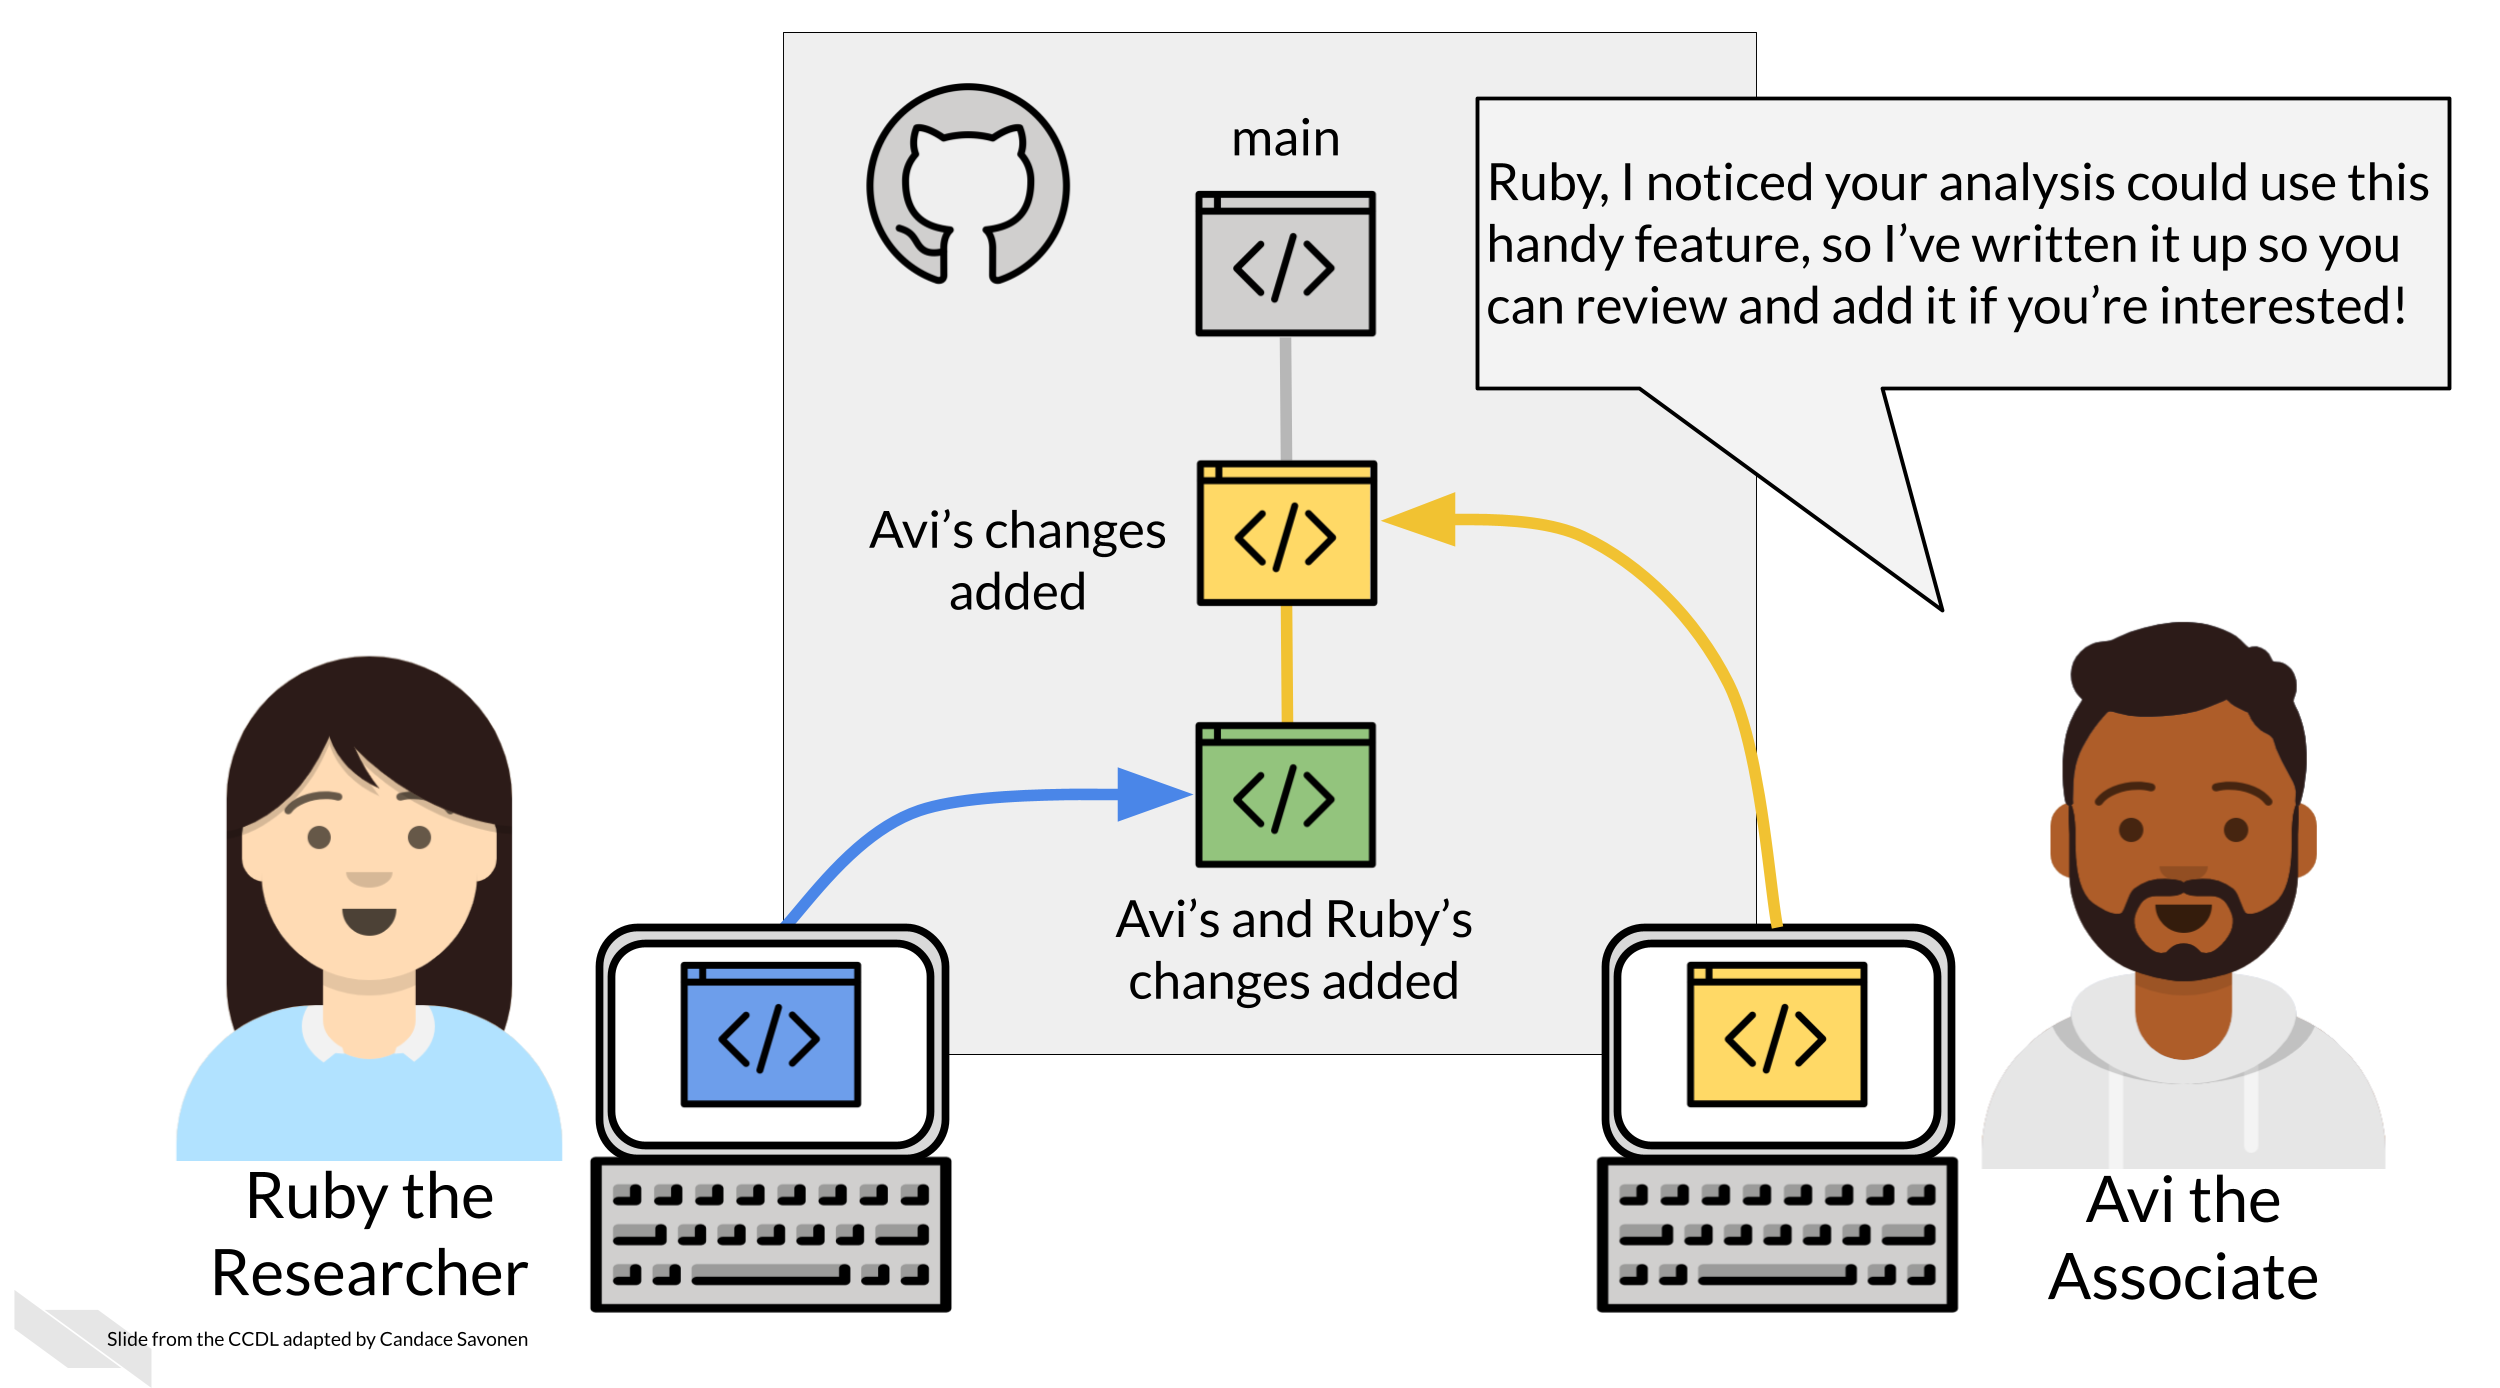 main
Ruby, I noticed your analysis could use this
handy feature, so I’ve written it up so you
can review and add it if you’re interested!
</>
</>
Avi’s changes
added
</>
Avi’s and Ruby’s
changes added
</>
</>
Ruby the
Researcher
Avi the
Associate
Slide from the CCDL adapted by Candace Savonen